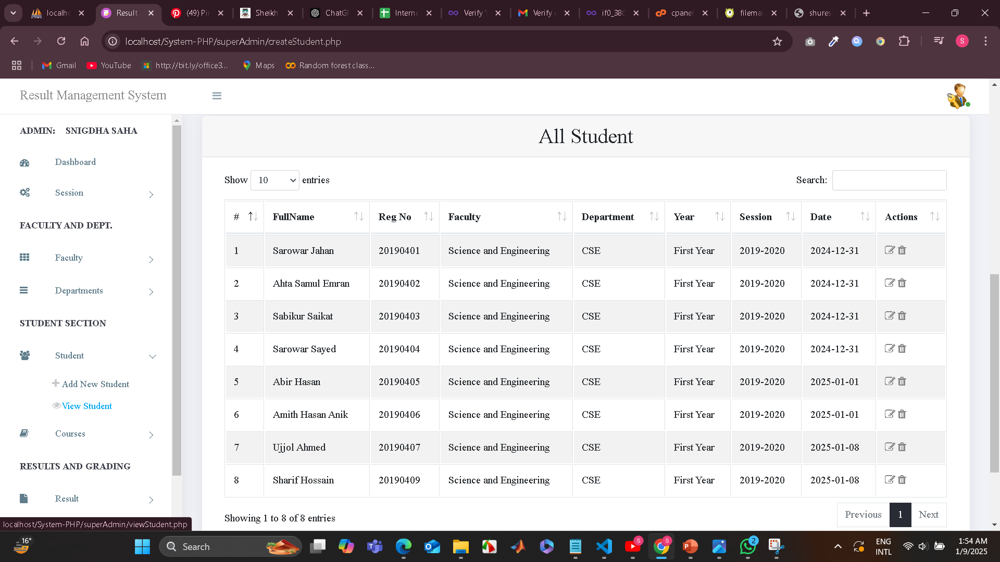 localho
Result
(49) Pi
Sheikh
ChatGP
Intern
Verify
Verify e
if0_380
cpanel
filema
shures
localhost/System-PHP/superAdmin/createStudent.php
S
Gmail
YouTube
http://bit.ly/office3...
Maps
Random forest class...
Result Management System
ADMIN: SNIGDHA SAHA
Dashboard
Session
FACULTY AND DEPT.
Faculty
Departments
STUDENT SECTION
Student
Add New Student
View Student
Courses
RESULTS AND GRADING
Result
All Student
Show 10 entries
Search:
# FullName Reg No Faculty Department Year Session Date Actions
1 Sarowar Jahan 20190401 Science and Engineering CSE First Year 2019-2020 2024-12-31
2 Ahta Samul Emran 20190402 Science and Engineering CSE First Year 2019-2020 2024-12-31
3 Sabikur Saikat 20190403 Science and Engineering CSE First Year 2019-2020 2024-12-31
4 Sarowar Sayed 20190404 Science and Engineering CSE First Year 2019-2020 2024-12-31
5 Abir Hasan 20190405 Science and Engineering CSE First Year 2019-2020 2025-01-01
6 Amith Hasan Anik 20190406 Science and Engineering CSE First Year 2019-2020 2025-01-01
7 Ujjol Ahmed 20190407 Science and Engineering CSE First Year 2019-2020 2025-01-08
8 Sharif Hossain 20190409 Science and Engineering CSE First Year 2019-2020 2025-01-08
Showing 1 to 8 of 8 entries
Previous 1 Next
localhost/System-PHP/superAdmin/viewStudent.php
16°
Search
S
S
2
ENG
INTL
1:54 AM
1/9/2025